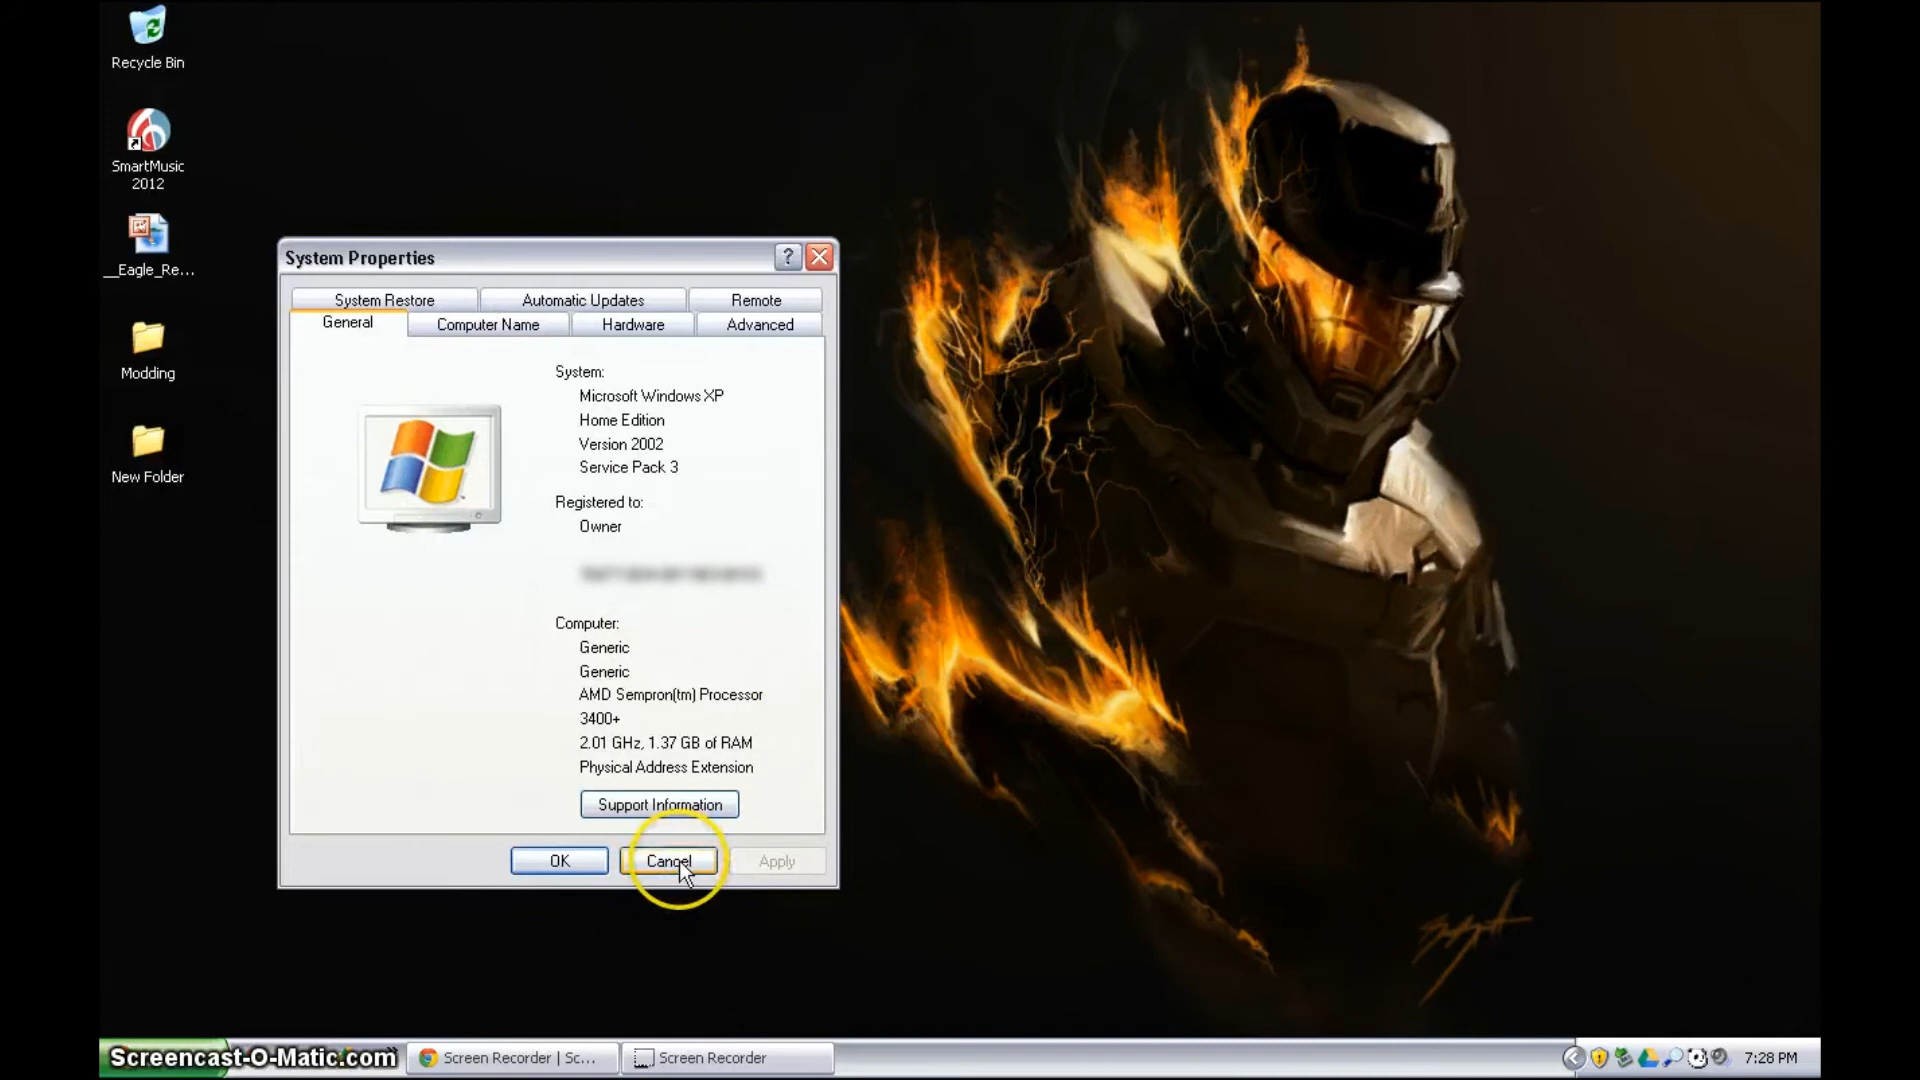 Recycle Bin
SmartMusic
2012
__Eagle_Re...
Modding
New Folder
System Properties
System Restore
Automatic Updates
Remote
General
Computer Name
Hardware
Advanced
System:
Microsoft Windows XP
Home Edition
Version 2002
Service Pack 3
Registered to:
Owner
Computer:
Generic
Generic
AMD Sempron(tm) Processor
3400+
2.01 GHz, 1.37 GB of RAM
Physical Address Extension
Support Information
OK
Cancel
Apply
Screencast-O-Matic.com
Screen Recorder | Sc...
Screen Recorder
7:28 PM